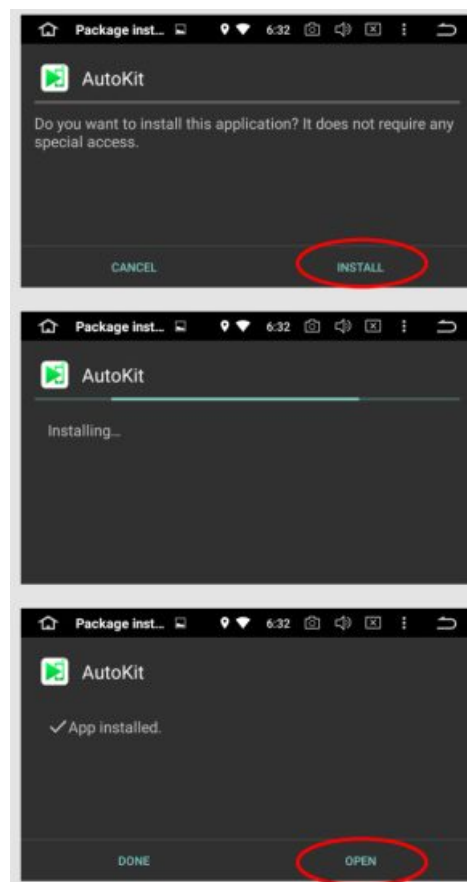 Package inst... 6:32
AutoKit
Do you want to install this application? It does not require any
special access.
CANCEL INSTALL
Package inst... 6:32
AutoKit
Installing...
Package inst... 6:32
AutoKit
App installed.
DONE OPEN